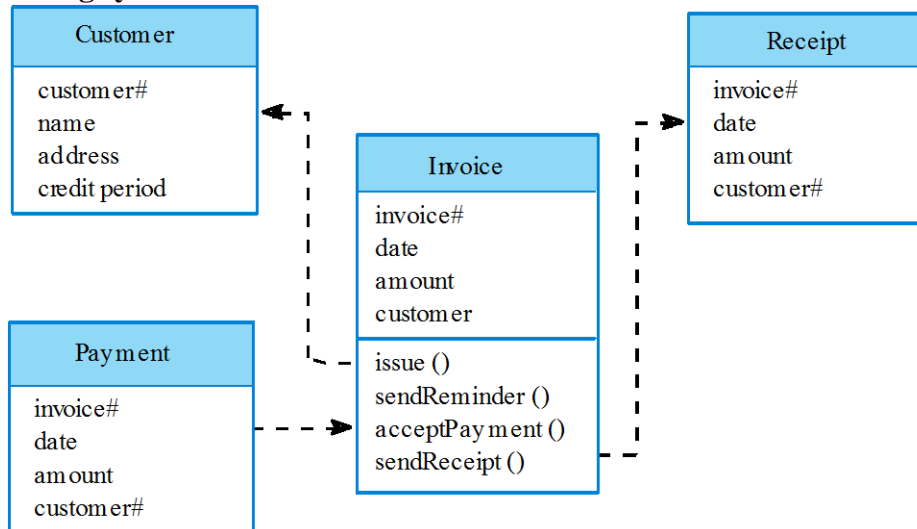 Customer
customer#
name
address
credit period
Receipt
invoice#
date
amount
customer#
Invoice
invoice#
date
amount
customer
issue ()
sendReminder ()
acceptPayment ()
sendReceipt ()
Payment
invoice#
date
amount
customer#